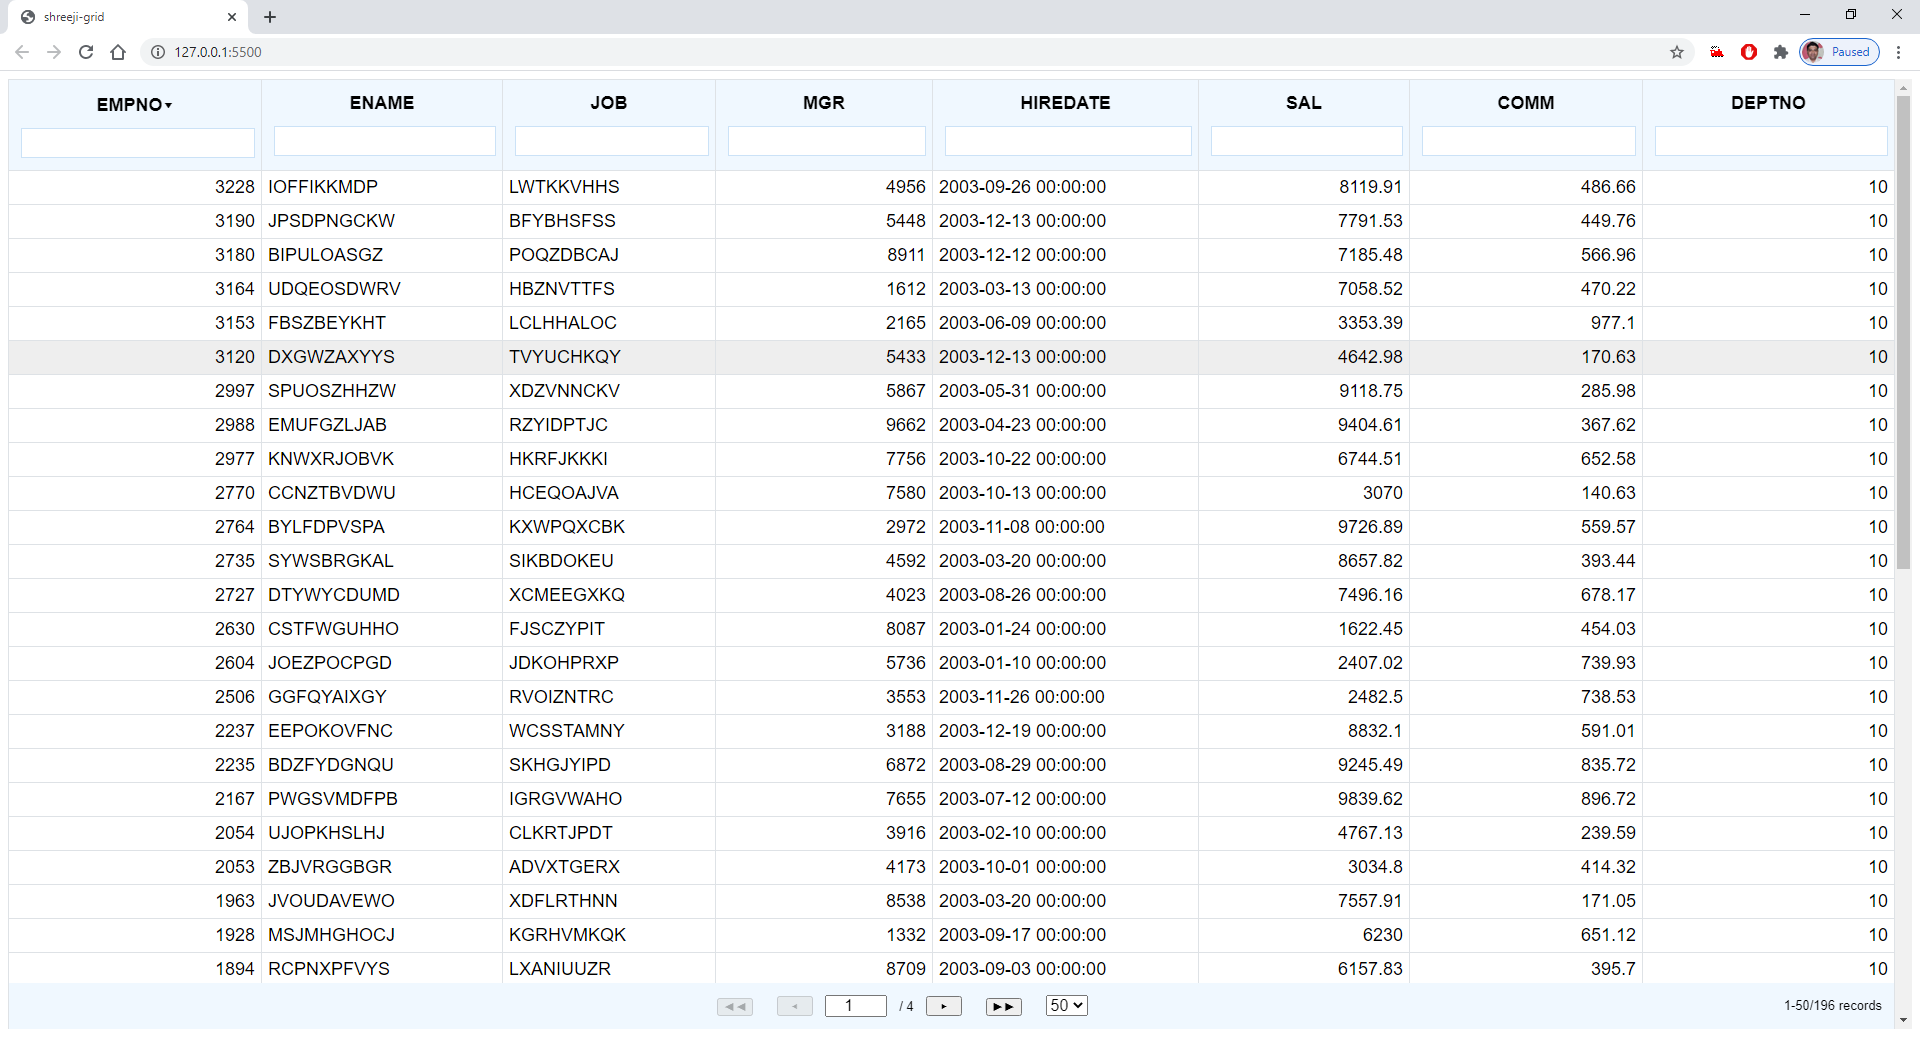 shreeji-grid
127.0.0.1:5500
Paused
EMPNO ENAME JOB MGR HIREDATE SAL COMM DEPTNO
3228 IOFFIKKMDP LWTKKVHHS 4956 2003-09-26 00:00:00 8119.91 486.66 10
3190 JPSDPNGCKW BFYBHSFSS 5448 2003-12-13 00:00:00 7791.53 449.76 10
3180 BIPULOASGZ POQZDBCAJ 8911 2003-12-12 00:00:00 7185.48 566.96 10
3164 UDQEOSDWRV HBZNVTTFS 1612 2003-03-13 00:00:00 7058.52 470.22 10
3153 FBSZBEYKHT LCLHHALOC 2165 2003-06-09 00:00:00 3353.39 977.1 10
3120 DXGWZAXYYS TVYUCHKQY 5433 2003-12-13 00:00:00 4642.98 170.63 10
2997 SPUOSZHHZW XDZVNNCKV 5867 2003-05-31 00:00:00 9118.75 285.98 10
2988 EMUFGZLJAB RZYIDPTJC 9662 2003-04-23 00:00:00 9404.61 367.62 10
2977 KNWXRJOBVK HKRFJKKKI 7756 2003-10-22 00:00:00 6744.51 652.58 10
2770 CCNZTBVDWU HCEQOAJVA 7580 2003-10-13 00:00:00 3070 140.63 10
2764 BYLFDPVSPA KXWPQXCBK 2972 2003-11-08 00:00:00 9726.89 559.57 10
2735 SYWSBRGKAL SIKBDOKEU 4592 2003-03-20 00:00:00 8657.82 393.44 10
2727 DTYWYCDUMD XCMEEGXKQ 4023 2003-08-26 00:00:00 7496.16 678.17 10
2630 CSTFWGUHHO FJSCZYPIT 8087 2003-01-24 00:00:00 1622.45 454.03 10
2604 JOEZPOCPGD JDKOHPRXP 5736 2003-01-10 00:00:00 2407.02 739.93 10
2506 GGFQYAIXGY RVOIZNTRC 3553 2003-11-26 00:00:00 2482.5 738.53 10
2237 EEPOKOVFNC WCSSTAMNY 3188 2003-12-19 00:00:00 8832.1 591.01 10
2235 BDZFYDGNQU SKHGJYIPD 6872 2003-08-29 00:00:00 9245.49 835.72 10
2167 PWGSVMDFPB IGRGVWAHO 7655 2003-07-12 00:00:00 9839.62 896.72 10
2054 UJOPKHSLHJ CLKRTJPDT 3916 2003-02-10 00:00:00 4767.13 239.59 10
2053 ZBJVRGGBGR ADVXTGERX 4173 2003-10-01 00:00:00 3034.8 414.32 10
1963 JVOUDAVEWO XDFLRTHNN 8538 2003-03-20 00:00:00 7557.91 171.05 10
1928 MSJMHGHOCJ KGRHVMKQK 1332 2003-09-17 00:00:00 6230 651.12 10
1894 RCPNXPFVYS LXANIUUZR 8709 2003-09-03 00:00:00 6157.83 395.7 10
1 / 4 50 1-50/196 records